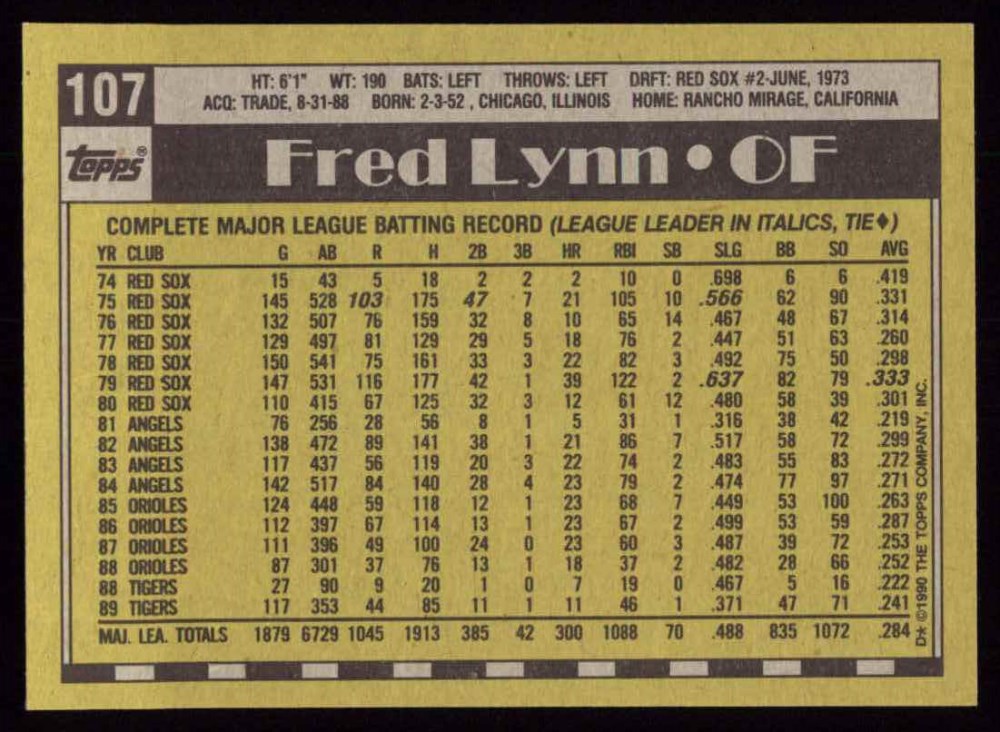 107
HT: 6'1" WT: 190 BATS: LEFT THROWS: LEFT DRFT: RED SOX #2-JUNE, 1973
ACQ: TRADE, 8-31-88 BORN: 2-3-52 , CHICAGO, ILLINOIS HOME: RANCHO MIRAGE, CALIFORNIA
Topps®
Fred Lynn • OF
COMPLETE MAJOR LEAGUE BATTING RECORD (LEAGUE LEADER IN ITALICS, TIE♦)
YR CLUB G AB R H 2B 3B HR RBI SB SLG BB SO AVG
74 RED SOX 15 43 5 18 2 2 2 10 0 .698 6 6 .419
75 RED SOX 145 528 103 175 47 7 21 105 10 .566 62 90 .331
76 RED SOX 132 507 76 159 32 8 10 65 14 .467 48 67 .314
77 RED SOX 129 497 81 129 29 5 18 76 2 .447 51 63 .260
78 RED SOX 150 541 75 161 33 3 22 82 3 .492 75 50 .298
79 RED SOX 147 531 116 177 42 1 39 122 2 .637 82 79 .333
80 RED SOX 110 415 67 125 32 3 12 61 12 .480 58 39 .301
81 ANGELS 76 256 28 56 8 1 5 31 1 .316 38 42 .219
82 ANGELS 138 472 89 141 38 1 21 86 7 .517 58 72 .299
83 ANGELS 117 437 56 119 20 3 22 74 2 .483 55 83 .272
84 ANGELS 142 517 84 140 28 4 23 79 2 .474 77 97 .271
85 ORIOLES 124 448 59 118 12 1 23 68 7 .449 53 100 .263
86 ORIOLES 112 397 67 114 13 1 23 67 2 .499 53 59 .287
87 ORIOLES 111 396 49 100 24 0 23 60 3 .487 39 72 .253
88 ORIOLES 87 301 37 76 13 1 18 37 2 .482 28 66 .252
88 TIGERS 27 90 9 20 1 0 7 19 0 .467 5 16 .222
89 TIGERS 117 353 44 85 11 1 11 46 1 .371 47 71 .241
MAJ. LEA. TOTALS 1879 6729 1045 1913 385 42 300 1088 70 .488 835 1072 .284
D* ©1990 THE TOPPS COMPANY, INC.